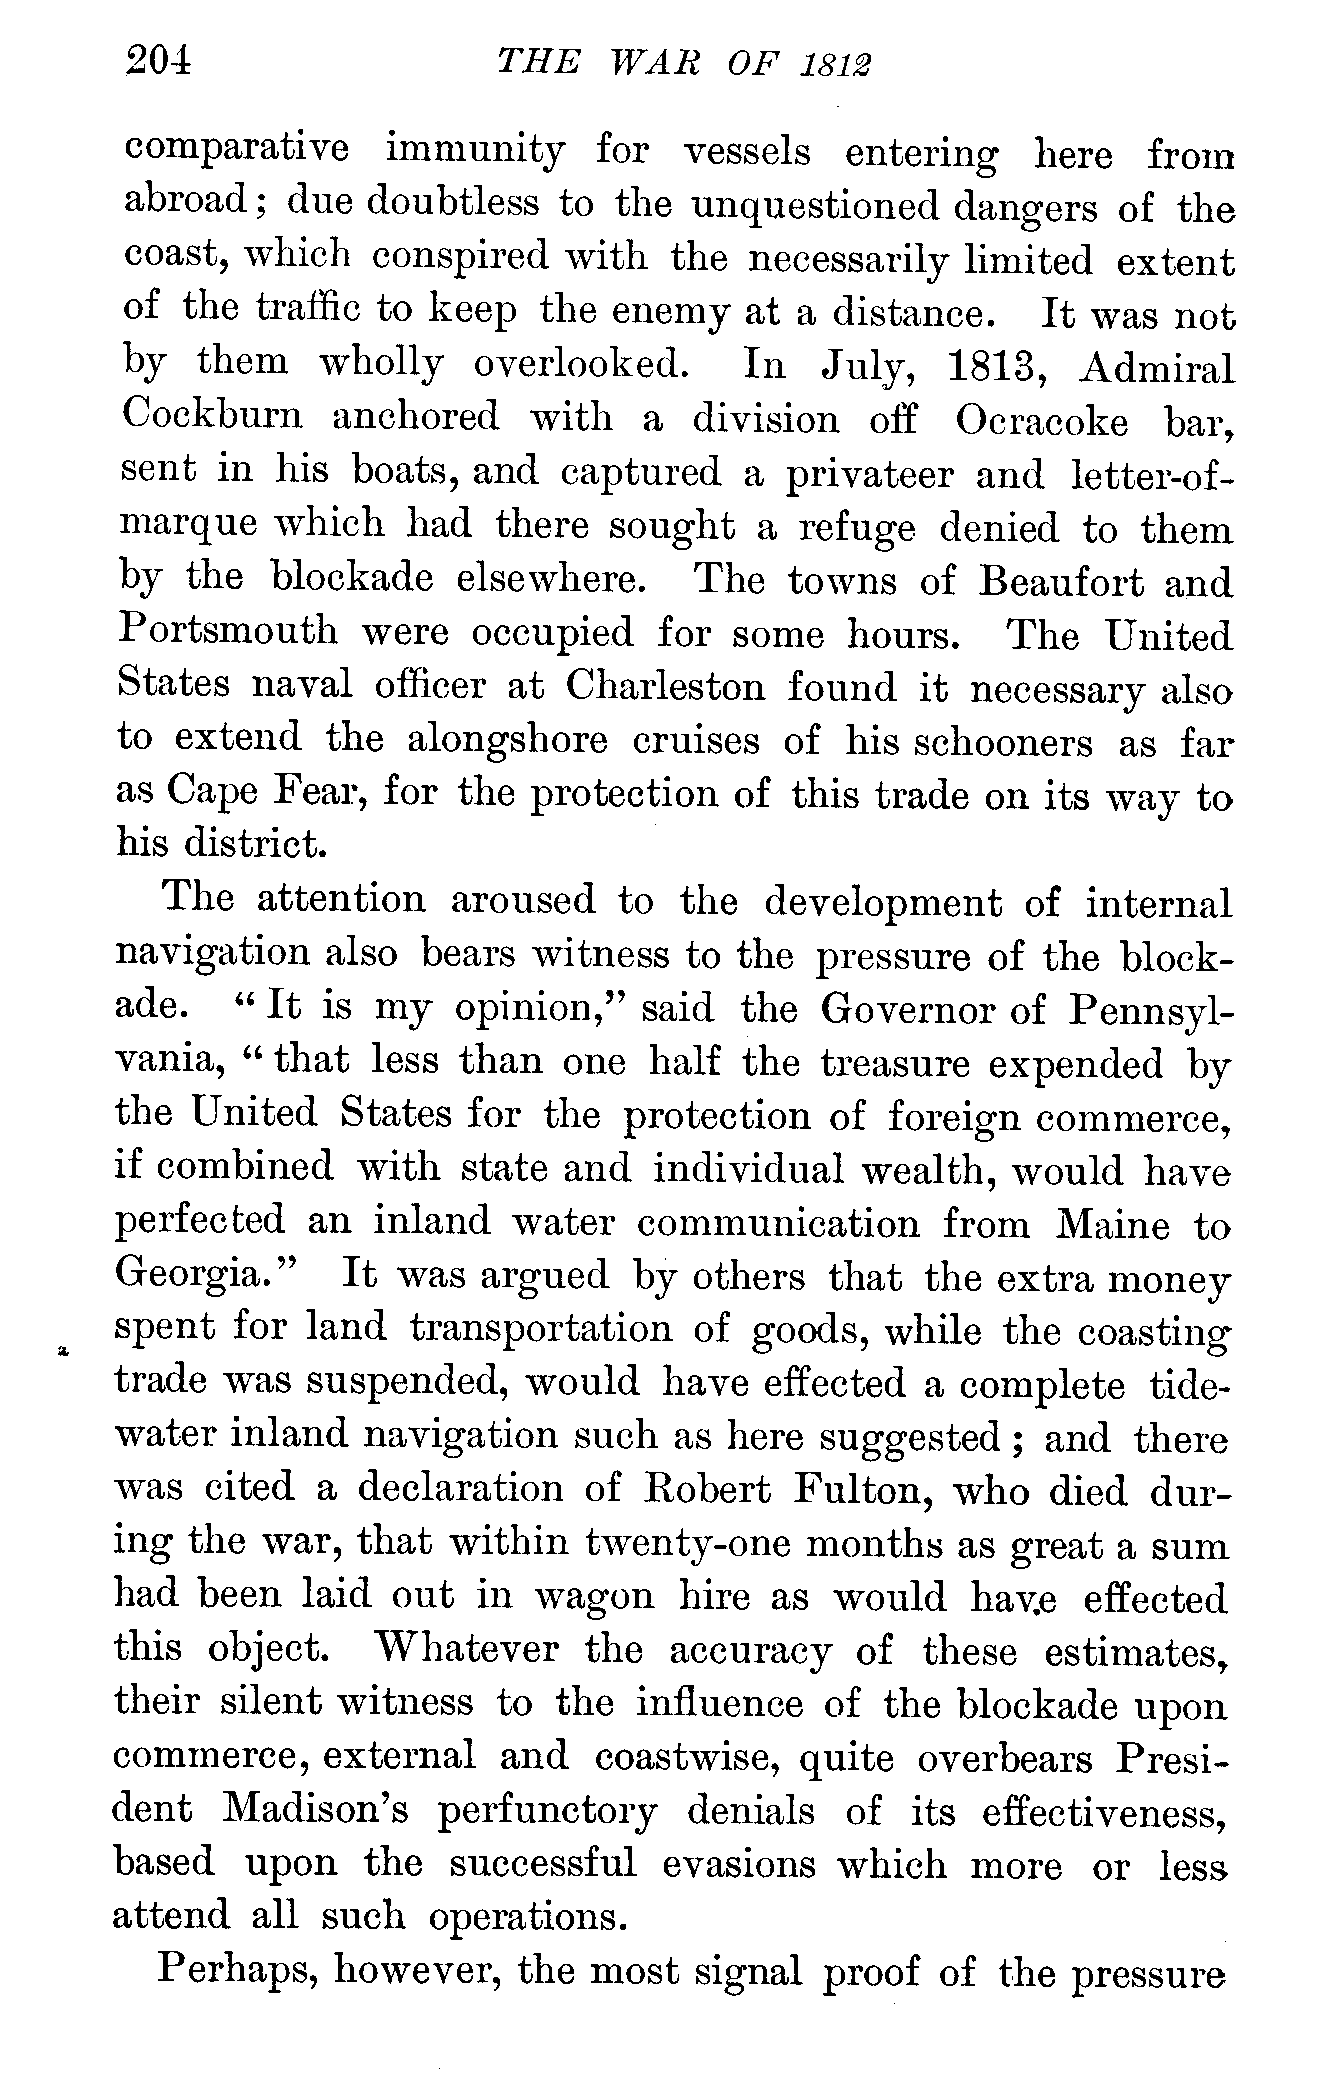 204 THE WAR OF 1812
comparative immunity for vessels entering here from
abroad; due doubtless to the unquestioned dangers of the
coast, which conspired with the necessarily limited extent
of the traffic to keep the enemy at a distance. It was not
by them wholly overlooked. In July, 1813, Admiral
Cockburn anchored with a division off Ocracoke bar,
sent in his boats, and captured a privateer and letter-of-
marque which had there sought a refuge denied to them
by the blockade elsewhere. The towns of Beaufort and
Portsmouth were occupied for some hours. The United
States naval officer at Charleston found it necessary also
to extend the alongshore cruises of his schooners as far
as Cape Fear, for the protection of this trade on its way to
his district.
The attention aroused to the development of internal
navigation also bears witness to the pressure of the block-
ade. "It is my opinion," said the Governor of Pennsyl-
vania, "that less than one half the treasure expended by
the United States for the protection of foreign commerce,
if combined with state and individual wealth, would have
perfected an inland water communication from Maine to
Georgia." It was argued by others that the extra money
spent for land transportation of goods, while the coasting
trade was suspended, would have effected a complete tide-
water inland navigation such as here suggested; and there
was cited a declaration of Robert Fulton, who died dur-
ing the war, that within twenty-one months as great a sum
had been laid out in wagon hire as would have effected
this object. Whatever the accuracy of these estimates,
their silent witness to the influence of the blockade upon
commerce, external and coastwise, quite overbears Presi-
dent Madison's perfunctory denials of its effectiveness,
based upon the successful evasions which more or less
attend all such operations.
Perhaps, however, the most signal proof of the pressure